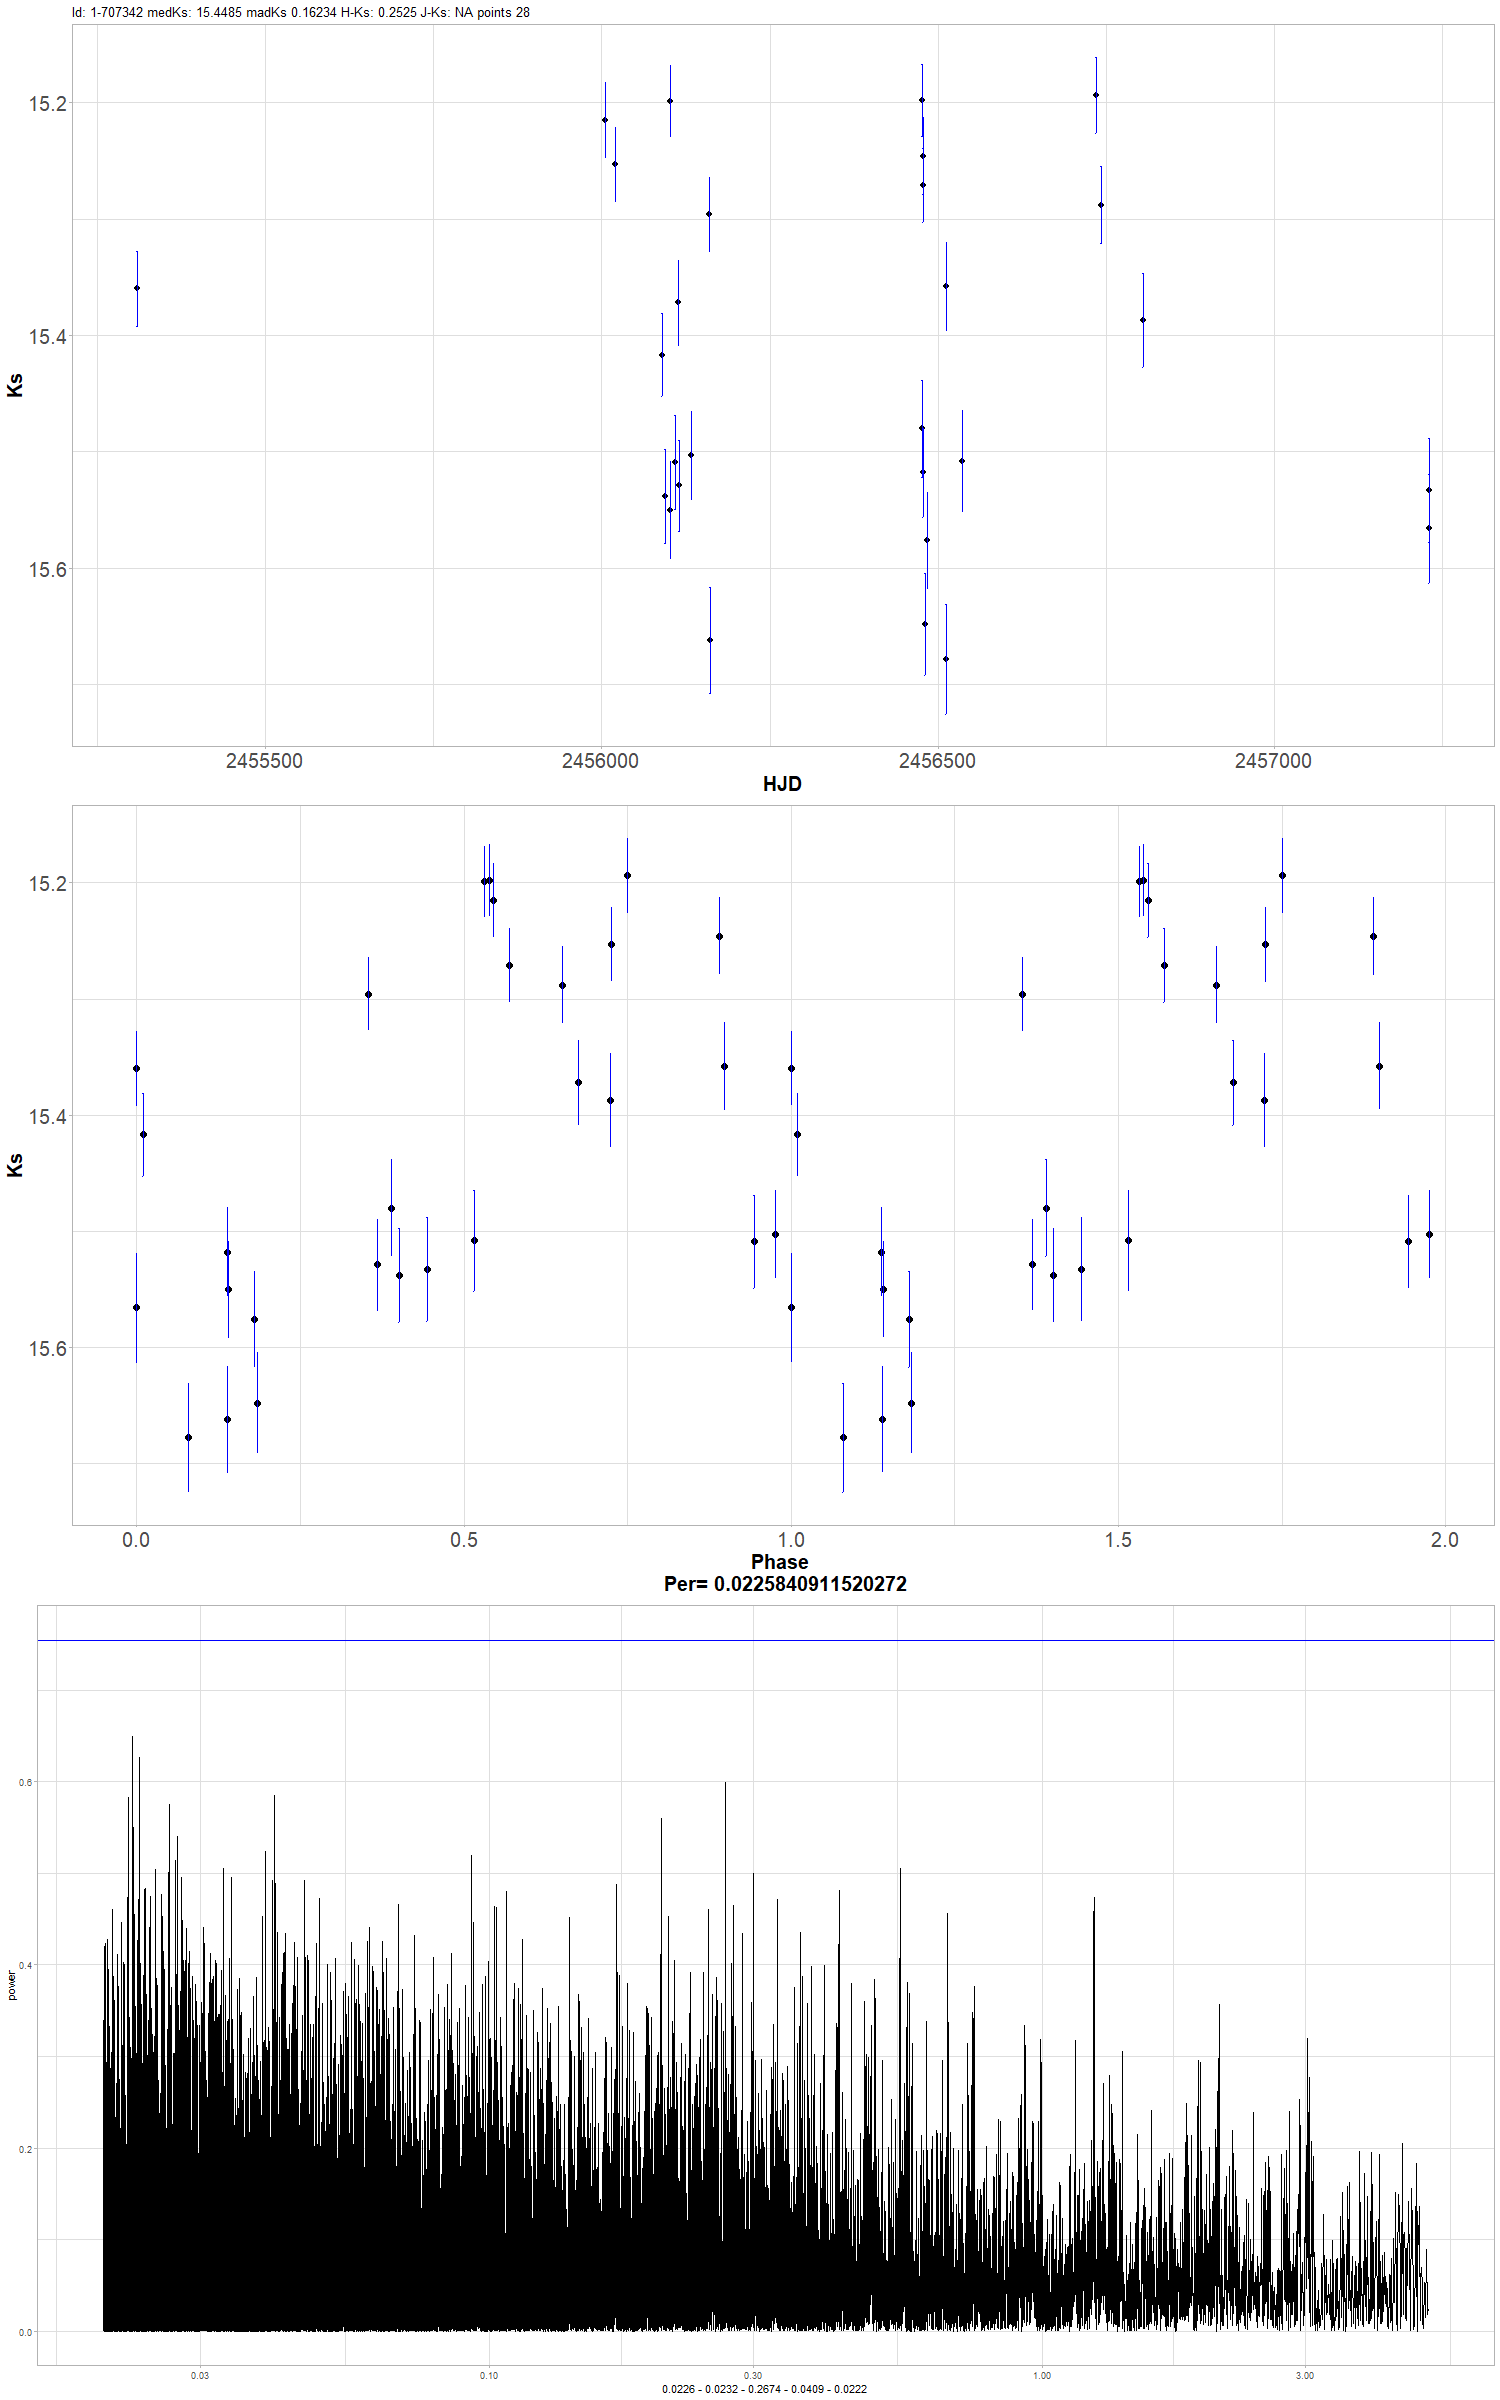 Id: 1-707342 medKs: 15.4485 madKs 0.16234 H-Ks: 0.2525 J-Ks: NA points 28
15.2
15.4
15.6
Ks
2455500 2456000 2456500 2457000
HJD
15.2
15.4
15.6
Ks
0.0 0.5 1.0 1.5 2.0
Phase
Per= 0.0225840911520272
0.6
0.4
0.2
0.0
power
0.03 0.10 0.30 1.00 3.00
0.0226 - 0.0232 - 0.2674 - 0.0409 - 0.0222